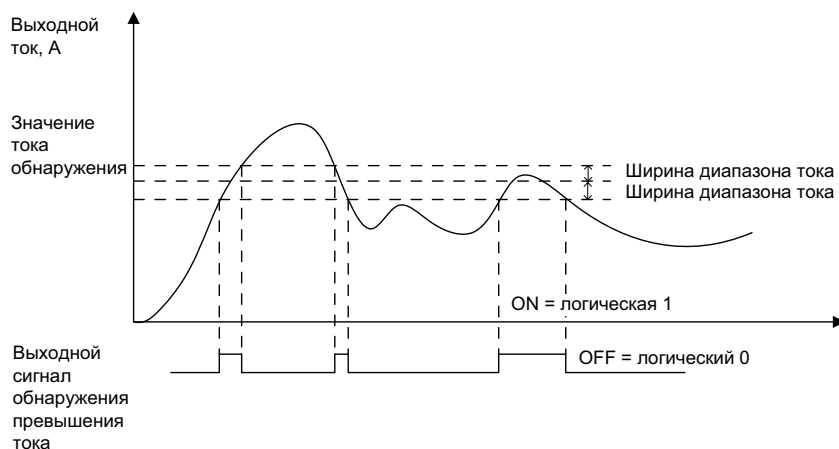 Выходной
ток, А
Значение
тока
обнаружения
Ширина диапазона тока
Ширина диапазона тока
ON = логическая 1
Выходной
сигнал
обнаружения
превышения
тока
OFF = логический 0